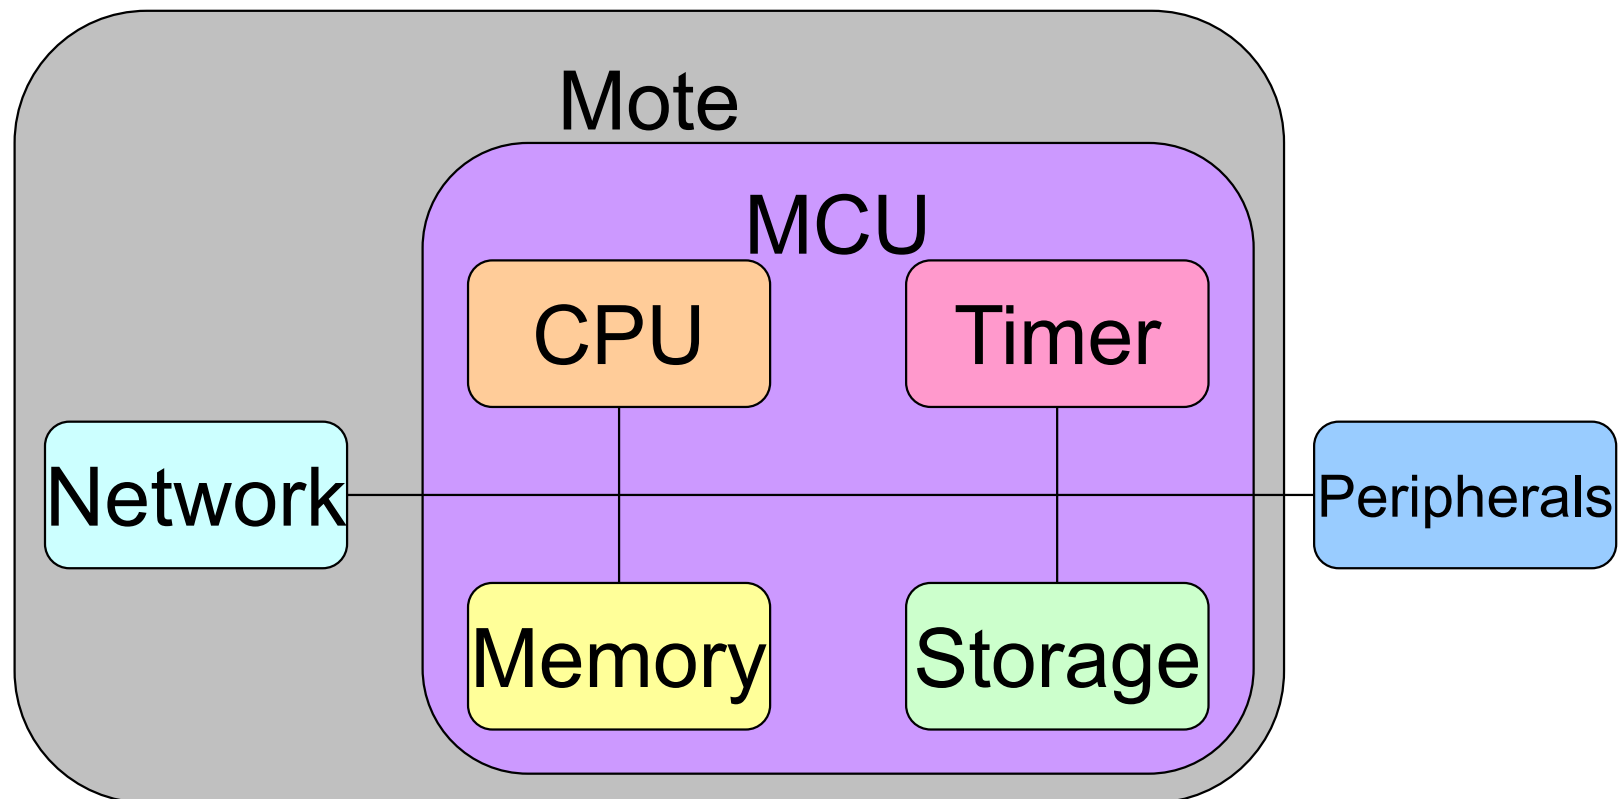 Mote
MCU
CPU
Timer
Network
Peripherals
Memory
Storage